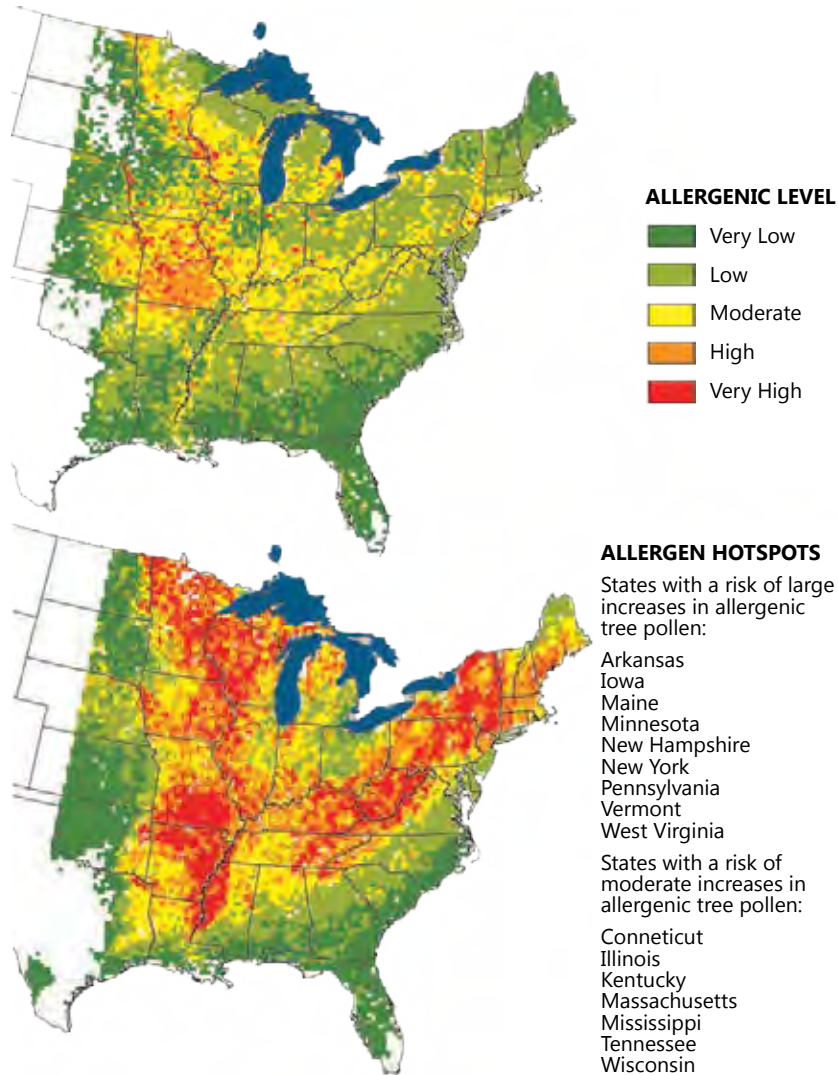 ALLERGENIC LEVEL
Very Low
Low
Moderate
High
Very High
ALLERGEN HOTSPOTS
States with a risk of large
increases in allergenic
tree pollen:
Arkansas
Iowa
Maine
Minnesota
New Hampshire
New York
Pennsylvania
Vermont
West Virginia
States with a risk of
moderate increases in
allergenic tree pollen:
Conneticut
Illinois
Kentucky
Massachusetts
Mississippi
Tennessee
Wisconsin